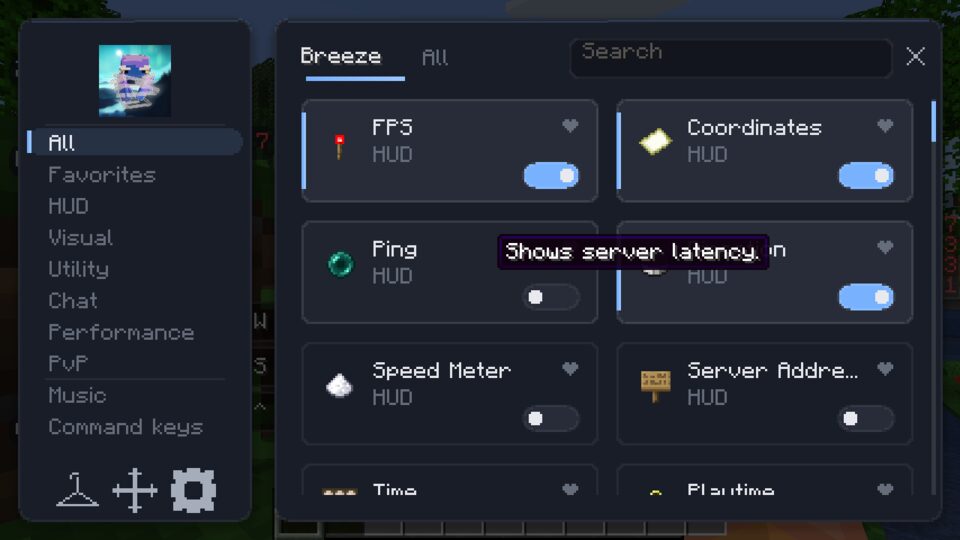 Breeze
All
Search
All
Favorites
HUD
Visual
Utility
Chat
Performance
PvP
Music
Command keys
FPS
HUD
Coordinates
HUD
Ping
HUD
Shows server latency.
HUD
Speed Meter
HUD
Server Addre...
HUD
Time
Playtime
W
S
7